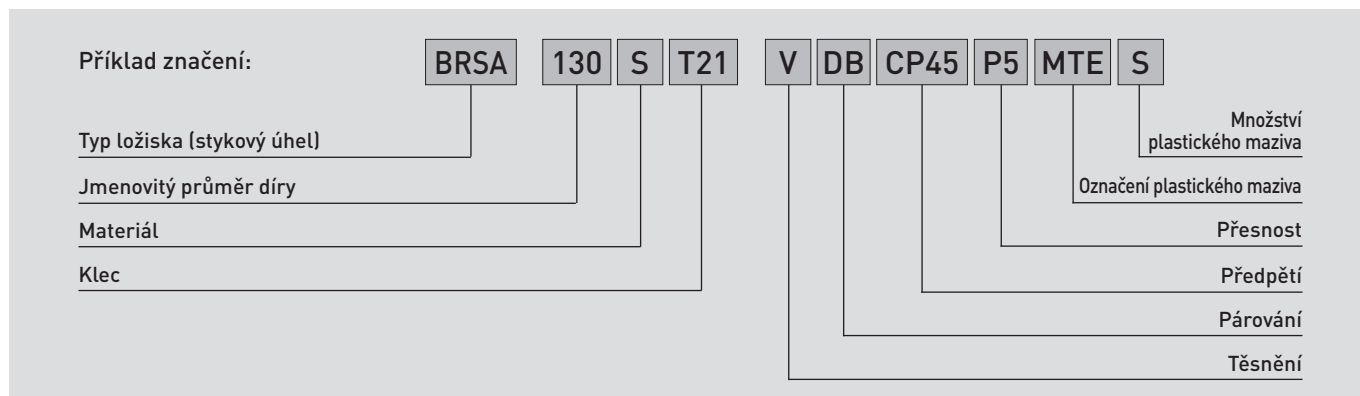 Příklad značení: BRSA 130 S T21 V DB CP45 P5 MTE S
Množství
plastického maziva
Typ ložiska (stykový úhel)
Jmenovitý průměr díry
Označení plastického maziva
Materiál
Přesnost
Klec
Předpětí
Párování
Těsnění